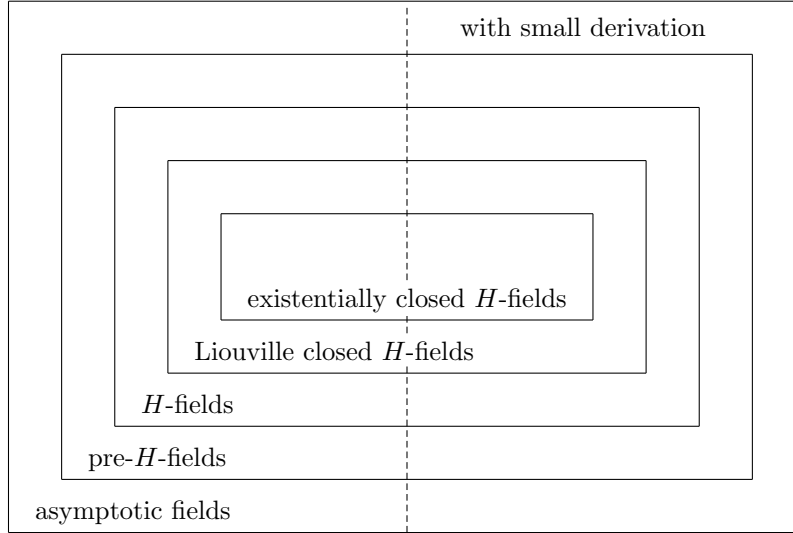 with small derivation
existentially closed H-fields
Liouville closed H-fields
H-fields
pre-H-fields
asymptotic fields